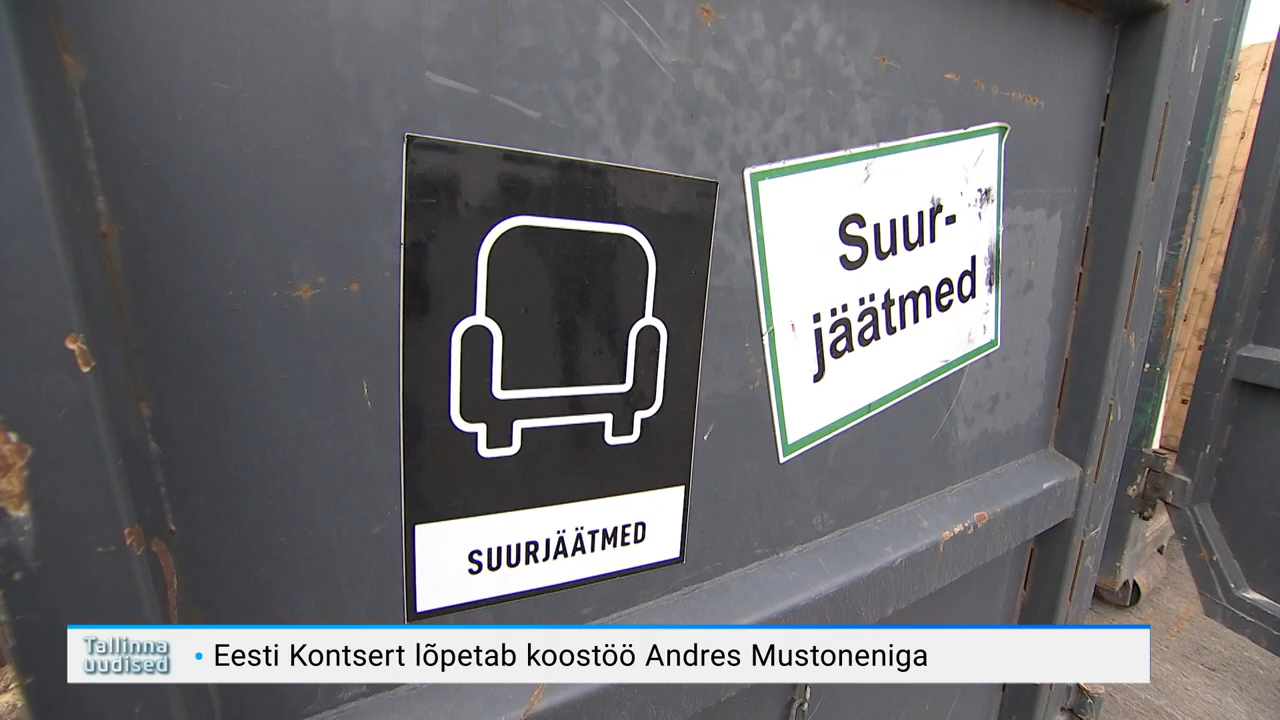 Suur-
jäätmed
SUURJÄÄTMED
Tallinna
uudised
• Eesti Kontsert lõpetab koostöö Andres Mustoneniga